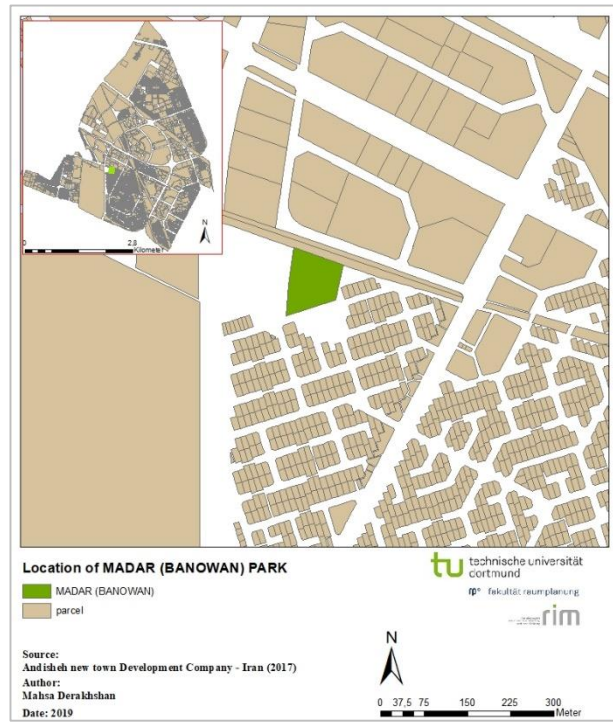 N
0
2.8
Kilometer
Location of MADAR (BANOWAN) PARK
MADAR (BANOWAN)
parcel
tu technische universität
dortmund
rp° fakultät raumplanung
rim
Source:
Andisheh new town Development Company - Iran (2017)
Author:
Mahsa Derakhshan
Date: 2019
N
0 37,5 75 150 225 300
Meter